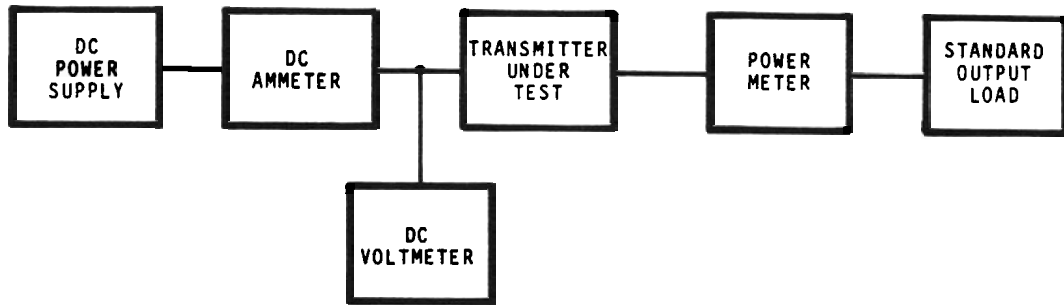 DC
POWER
SUPPLY
DC
AMMETER
TRANSMITTER
UNDER
TEST
POWER
METER
STANDARD
OUTPUT
LOAD
DC
VOLTMETER